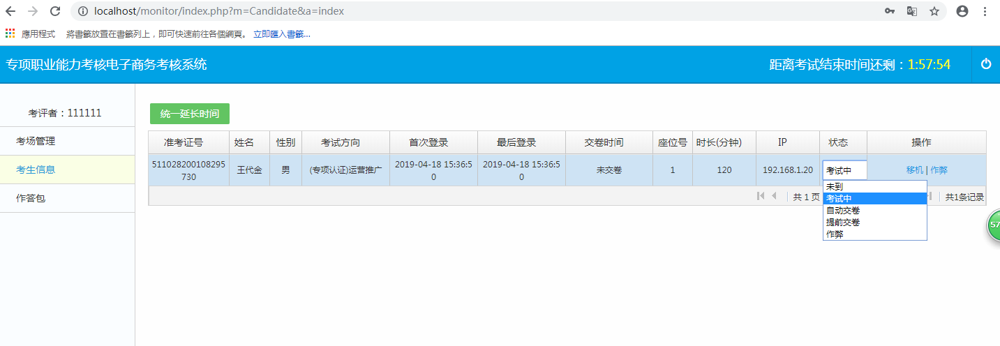 localhost/monitor/index.php?m=Candidate&a=index
應用程式 將書籤放置在書籤列上，即可快速前往各個網頁。 立即匯入書籤...
专项职业能力考核电子商务考核系统 距离考试结束时间还剩：1:57:54
考评者：111111
考场管理
考生信息
作答包
统一延长时间
准考证号 姓名 性别 考试方向 首次登录 最后登录 交卷时间 座位号 时长(分钟) IP 状态 操作
511028200108295 王代金 男 (专项认证)运营推广 2019-04-18 15:36:5 2019-04-18 15:36:5 未交卷 1 120 192.168.1.20 考试中 移机 | 作弊
730 0 0
共 1 页 共1条记录
未到
考试中
自动交卷
提前交卷
作弊
57